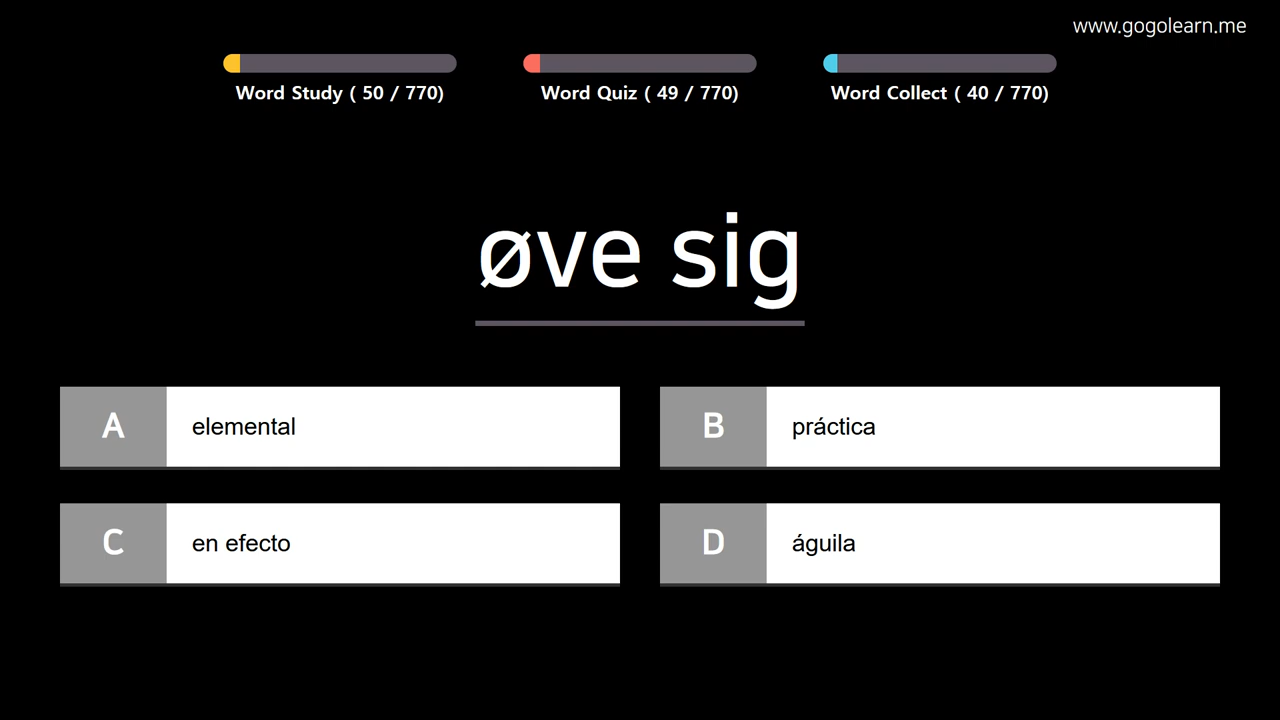 www.gogolearn.me
Word Study ( 50 / 770)
Word Quiz ( 49 / 770)
Word Collect ( 40 / 770)
øve sig
A elemental
B práctica
C en efecto
D águila